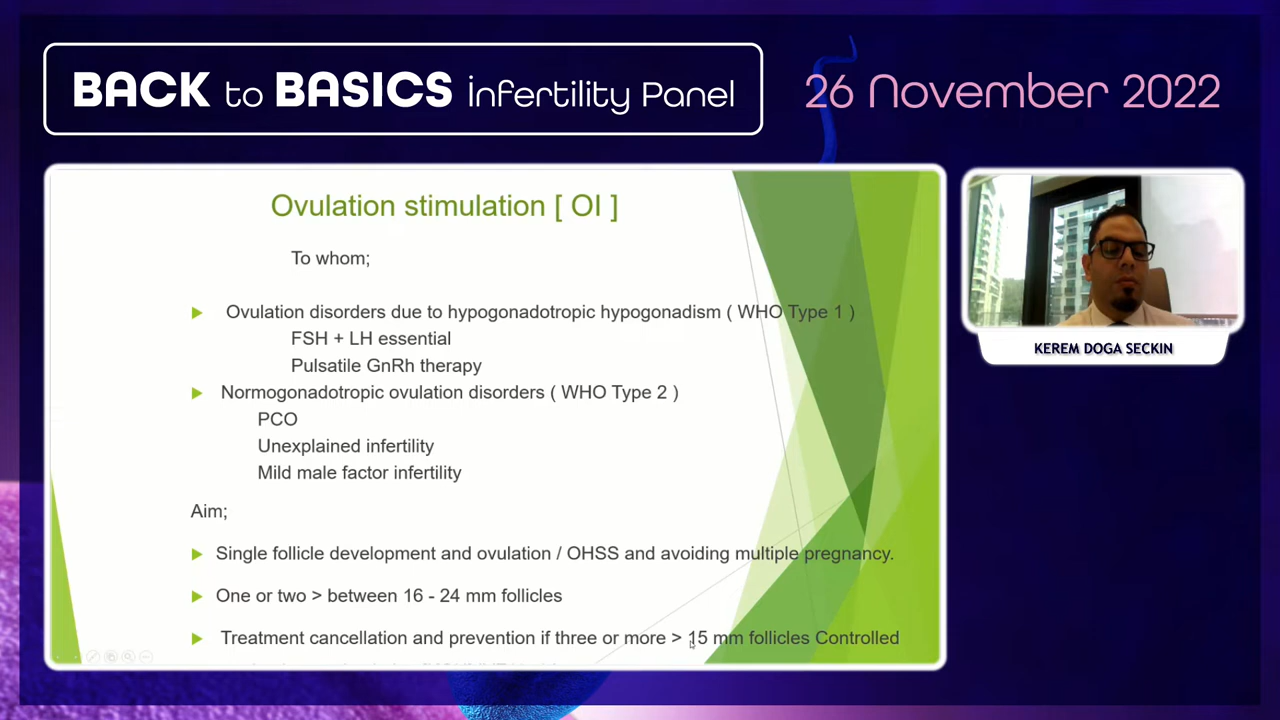 BACK to BASICS infertility Panel
26 November 2022
Ovulation stimulation [ OI ]
To whom;
Ovulation disorders due to hypogonadotropic hypogonadism ( WHO Type 1 )
FSH + LH essential
Pulsatile GnRh therapy
Normogonadotropic ovulation disorders ( WHO Type 2 )
PCO
Unexplained infertility
Mild male factor infertility
Aim;
Single follicle development and ovulation / OHSS and avoiding multiple pregnancy.
One or two > between 16 - 24 mm follicles
Treatment cancellation and prevention if three or more > 15 mm follicles Controlled
KEREM DOGA SECKIN